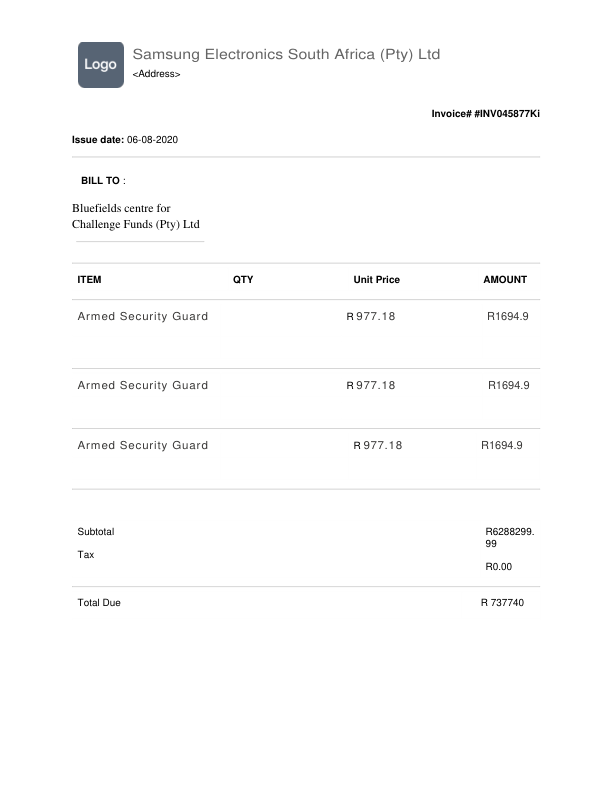 Logo
Samsung Electronics South Africa (Pty) Ltd
<Address>
Invoice# #INV045877Ki
Issue date: 06-08-2020
BILL TO :
Bluefields centre for
Challenge Funds (Pty) Ltd
ITEM QTY Unit Price AMOUNT
Armed Security Guard R 977.18 R1694.9
Armed Security Guard R 977.18 R1694.9
Armed Security Guard R 977.18 R1694.9
Subtotal R6288299.
99
Tax
R0.00
Total Due R 737740